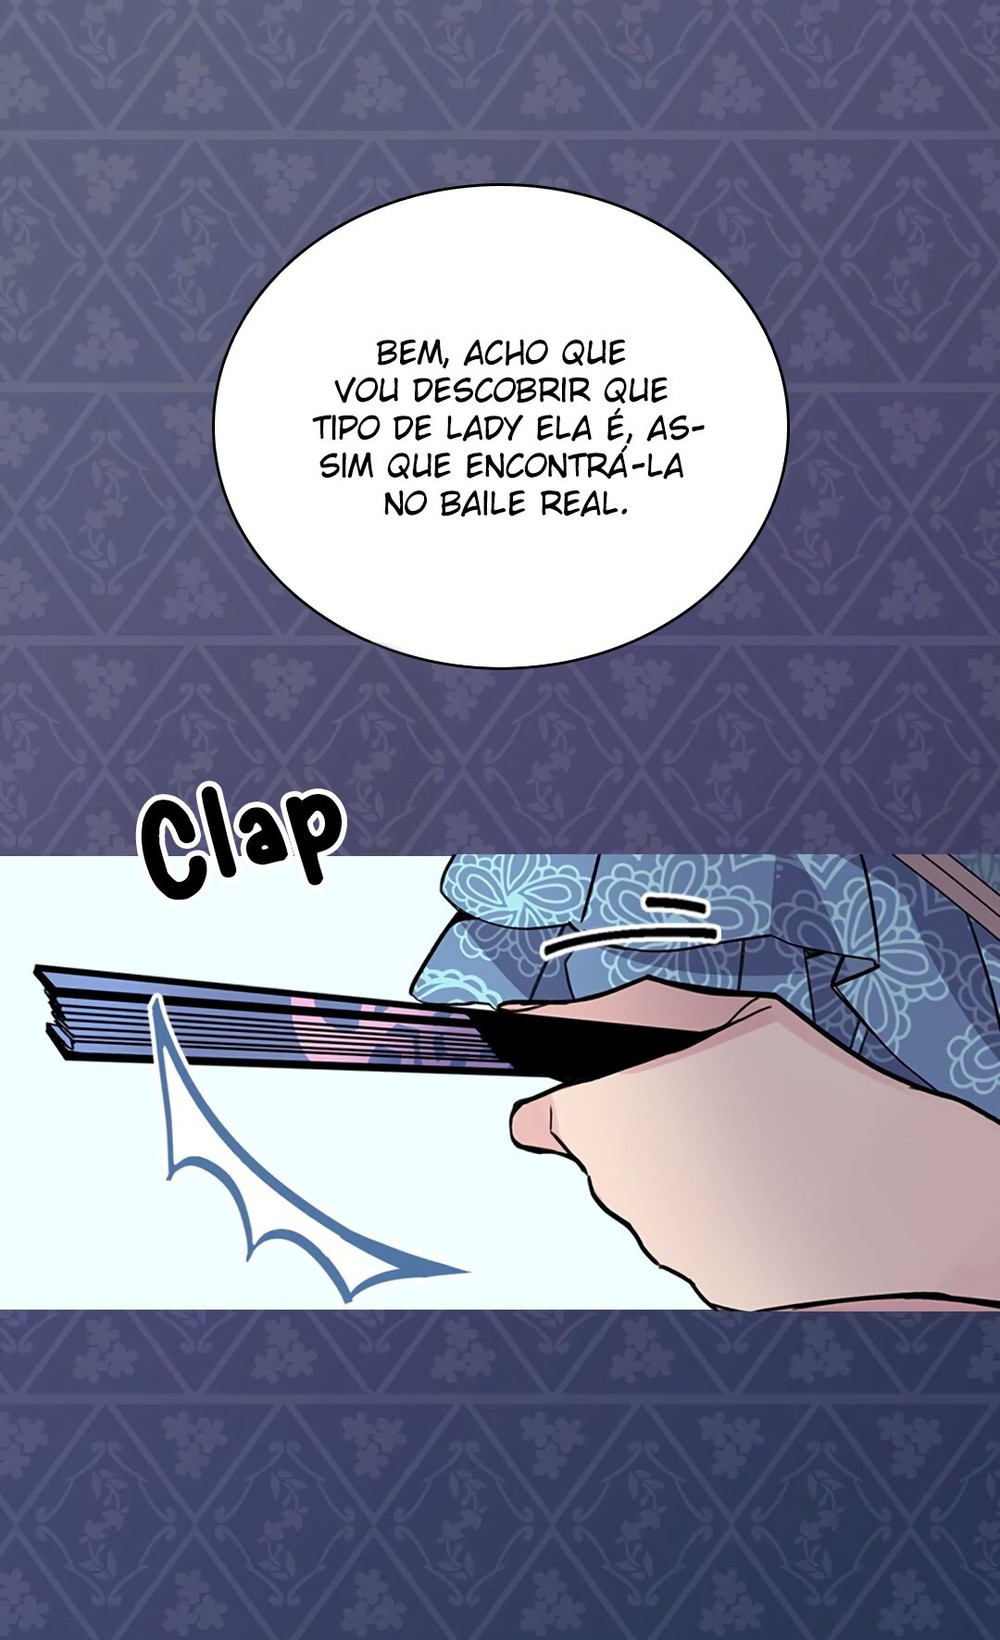 BEM, ACHO QUE
VOU DESCOBRIR QUE
TIPO DE LADY ELA É, AS-
SIM QUE ENCONTRÁ-LA
NO BAILE REAL.
Clap